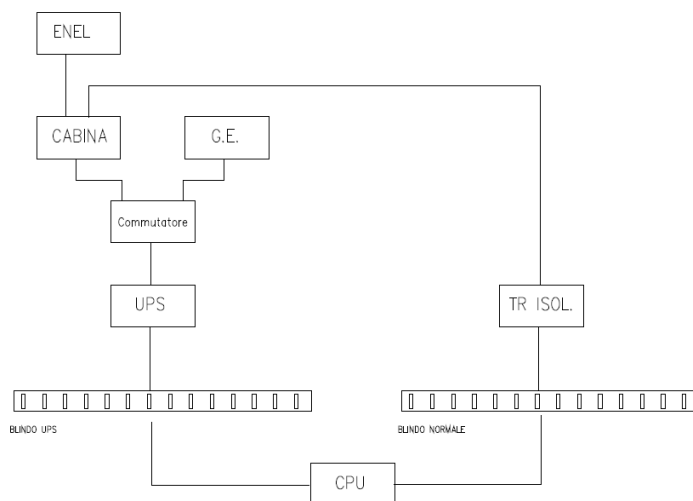 ENEL
CABINA
G.E.
Commutatore
UPS
TR ISOL.
BLINDO UPS
BLINDO NORMALE
CPU